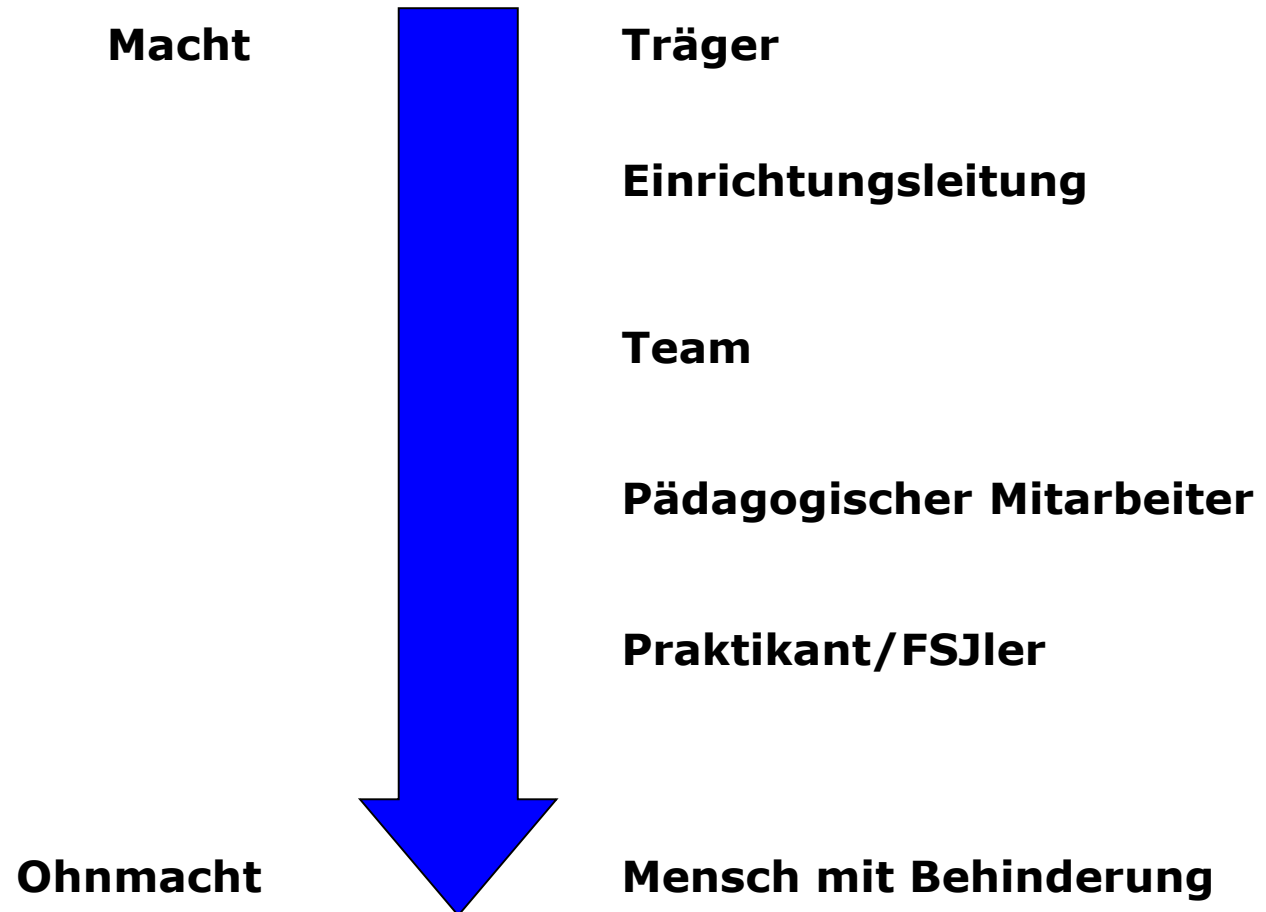 Macht
Träger
Einrichtungsleitung
Team
Pädagogischer Mitarbeiter
Praktikant/FSJler
Ohnmacht
Mensch mit Behinderung